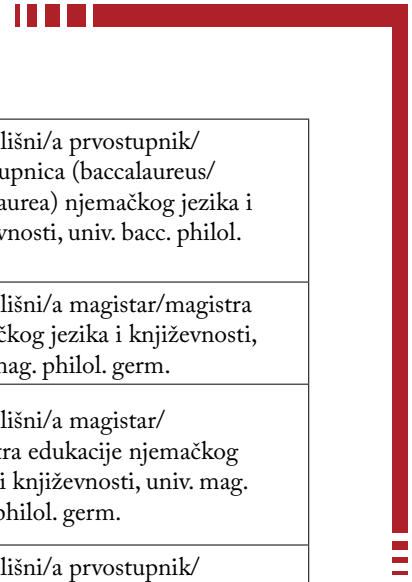 lišni/a prvostupnik/
upnica (baccalaureus/
aurea) njemačkog jezika i
vnosti, univ. bacc. philol.
lišni/a magistar/magistra
čkog jezika i književnosti,
mag. philol. germ.
lišni/a magistar/
tra edukacije njemačkog
i književnosti, univ. mag.
philol. germ.
lišni/a prvostupnik/